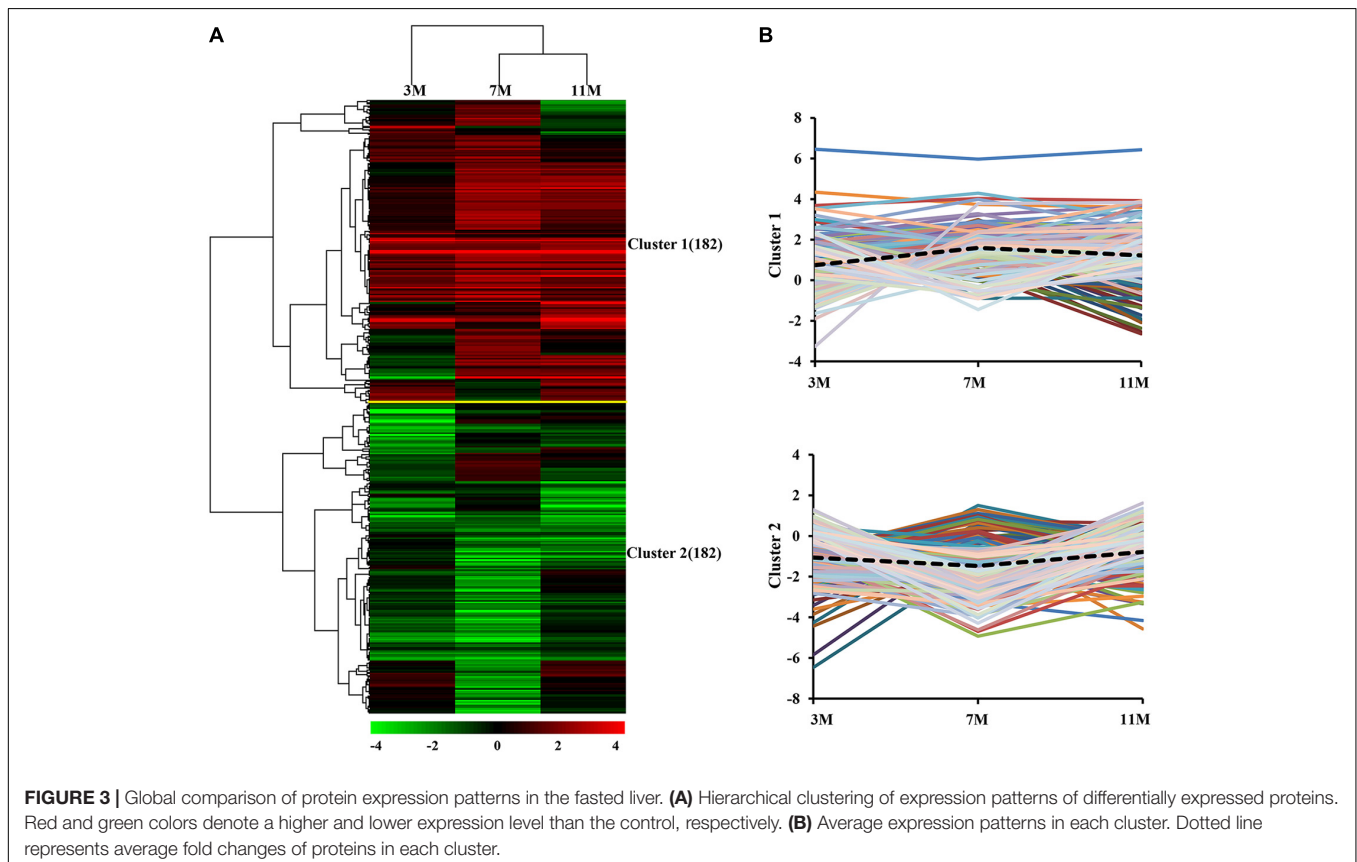 A
3M 7M 11M
Cluster 1(182)
Cluster 2(182)
-4 -2 0 2 4
B
8
6
4
2
0
-2
-4
Cluster 1
3M 7M 11M
4
2
0
-2
-4
-6
-8
Cluster 2
3M 7M 11M
FIGURE 3 | Global comparison of protein expression patterns in the fasted liver. (A) Hierarchical clustering of expression patterns of differentially expressed proteins.
Red and green colors denote a higher and lower expression level than the control, respectively. (B) Average expression patterns in each cluster. Dotted line
represents average fold changes of proteins in each cluster.